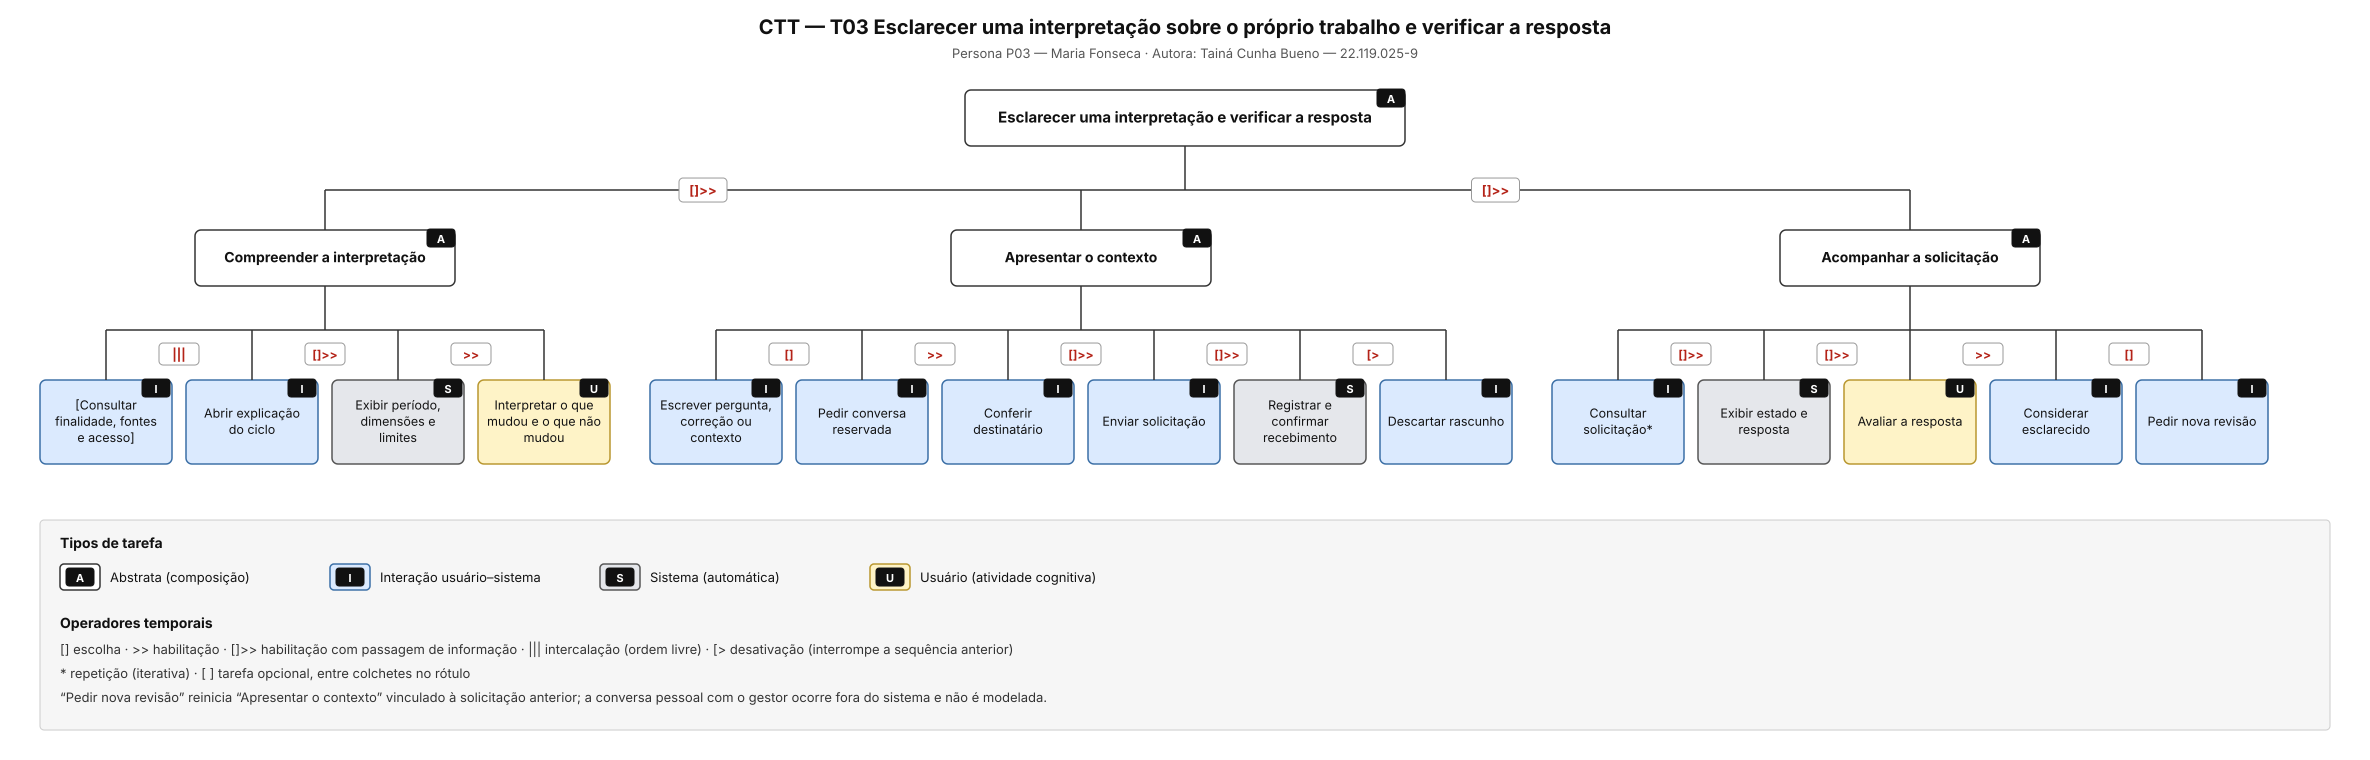 CTT — T03 Esclarecer uma interpretação sobre o próprio trabalho e verificar a resposta
Persona P03 — Maria Fonseca · Autora: Tainá Cunha Bueno — 22.119.025-9
A
Esclarecer uma interpretação e verificar a resposta
[]>>
[]>>
A
Compreender a interpretação
A
Apresentar o contexto
A
Acompanhar a solicitação
|||
[]>>
>>
[]
>>
[]>>
[]>>
[>
[]>>
[]>>
>>
[]
I
[Consultar
finalidade, fontes
e acesso]
I
Abrir explicação
do ciclo
S
Exibir período,
dimensões e
limites
U
Interpretar o que
mudou e o que não
mudou
I
Escrever pergunta,
correção ou
contexto
I
Pedir conversa
reservada
I
Conferir
destinatário
I
Enviar solicitação
S
Registrar e
confirmar
recebimento
I
Descartar rascunho
I
Consultar
solicitação*
S
Exibir estado e
resposta
U
Avaliar a resposta
I
Considerar
esclarecido
I
Pedir nova revisão
Tipos de tarefa
A Abstrata (composição)
I Interação usuário–sistema
S Sistema (automática)
U Usuário (atividade cognitiva)
Operadores temporais
[] escolha · >> habilitação · []>> habilitação com passagem de informação · ||| intercalação (ordem livre) · [> desativação (interrompe a sequência anterior)
* repetição (iterativa) · [ ] tarefa opcional, entre colchetes no rótulo
“Pedir nova revisão” reinicia “Apresentar o contexto” vinculado à solicitação anterior; a conversa pessoal com o gestor ocorre fora do sistema e não é modelada.